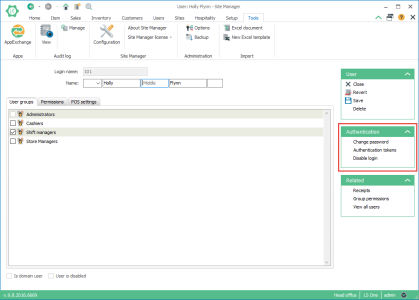 User: Holly Flynn - Site Manager
Home Item Sales Inventory Customers Users Sites Hospitality Setup Tools
AppExchange
View
Manage
Configuration
About Site Manager
Site Manager license
Options
Backup
Excel document
New Excel template
Apps
Audit log
Site Manager
Administration
Import
Login name: 101
Name: Holly Middle Flynn
User groups Permissions POS settings
Administrators
Cashiers
Shift managers
Store Managers
User
Close
Revert
Save
Delete
Authentication
Change password
Authentication tokens
Disable login
Related
Receipts
Group permissions
View all users
Is domain user User is disabled
Head office LS One admin